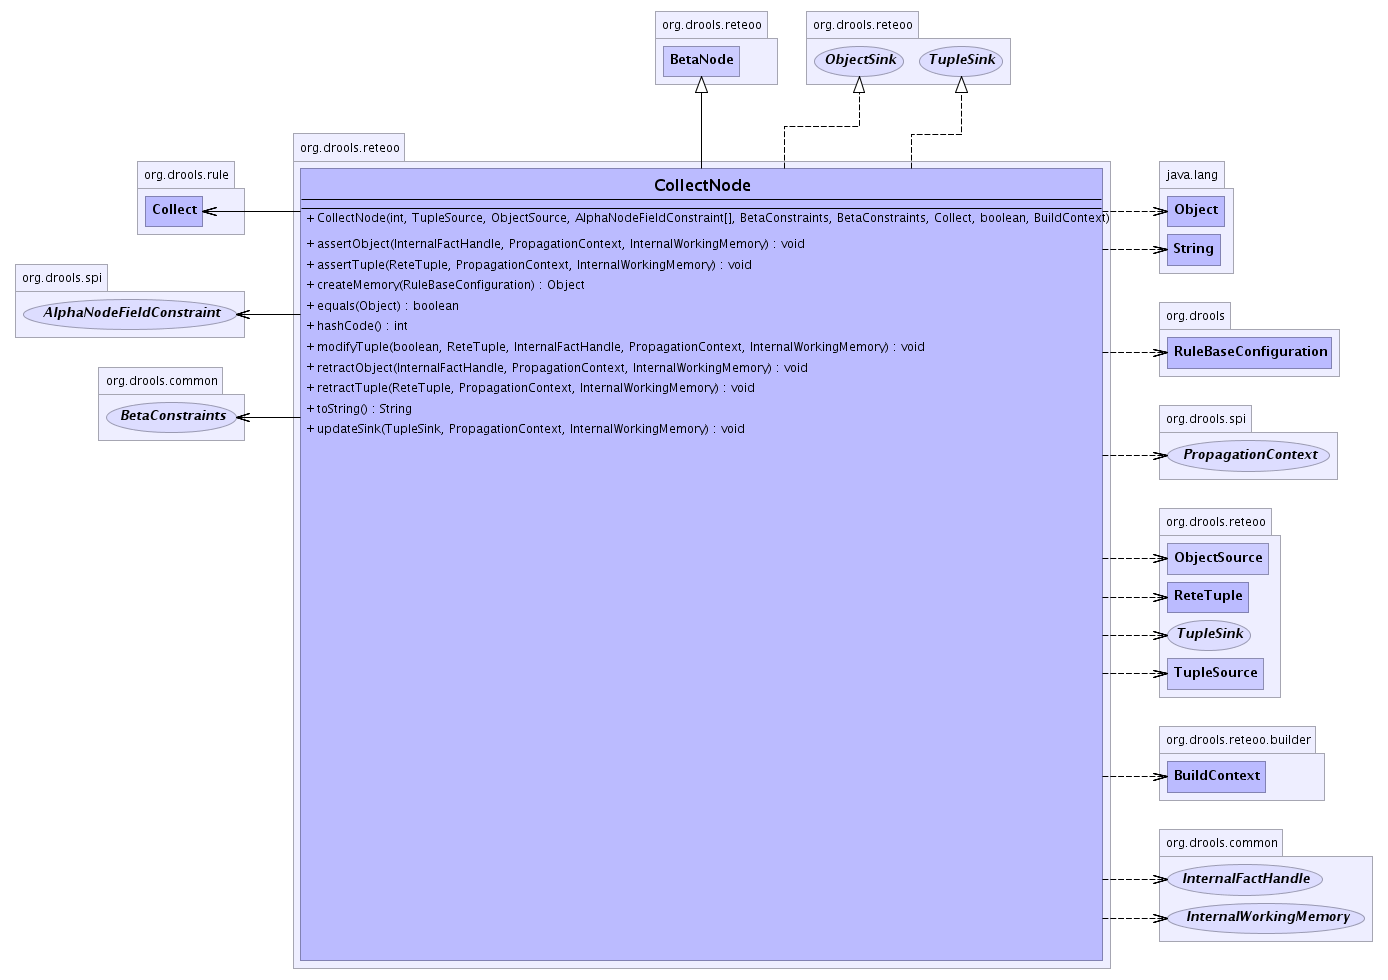 org.drools.reteoo
BetaNode
org.drools.reteoo
ObjectSink
TupleSink
org.drools.rule
Collect
org.drools.spi
AlphaNodeFieldConstraint
org.drools.common
BetaConstraints
org.drools.reteoo
CollectNode
+ CollectNode(int, TupleSource, ObjectSource, AlphaNodeFieldConstraint[], BetaConstraints, BetaConstraints, Collect, boolean, BuildContext)
+ assertObject(InternalFactHandle, PropagationContext, InternalWorkingMemory) : void
+ assertTuple(ReteTuple, PropagationContext, InternalWorkingMemory) : void
+ createMemory(RuleBaseConfiguration) : Object
+ equals(Object) : boolean
+ hashCode() : int
+ modifyTuple(boolean, ReteTuple, InternalFactHandle, PropagationContext, InternalWorkingMemory) : void
+ retractObject(InternalFactHandle, PropagationContext, InternalWorkingMemory) : void
+ retractTuple(ReteTuple, PropagationContext, InternalWorkingMemory) : void
+ toString() : String
+ updateSink(TupleSink, PropagationContext, InternalWorkingMemory) : void
java.lang
Object
String
org.drools
RuleBaseConfiguration
org.drools.spi
PropagationContext
org.drools.reteoo
ObjectSource
ReteTuple
TupleSink
TupleSource
org.drools.reteoo.builder
BuildContext
org.drools.common
InternalFactHandle
InternalWorkingMemory